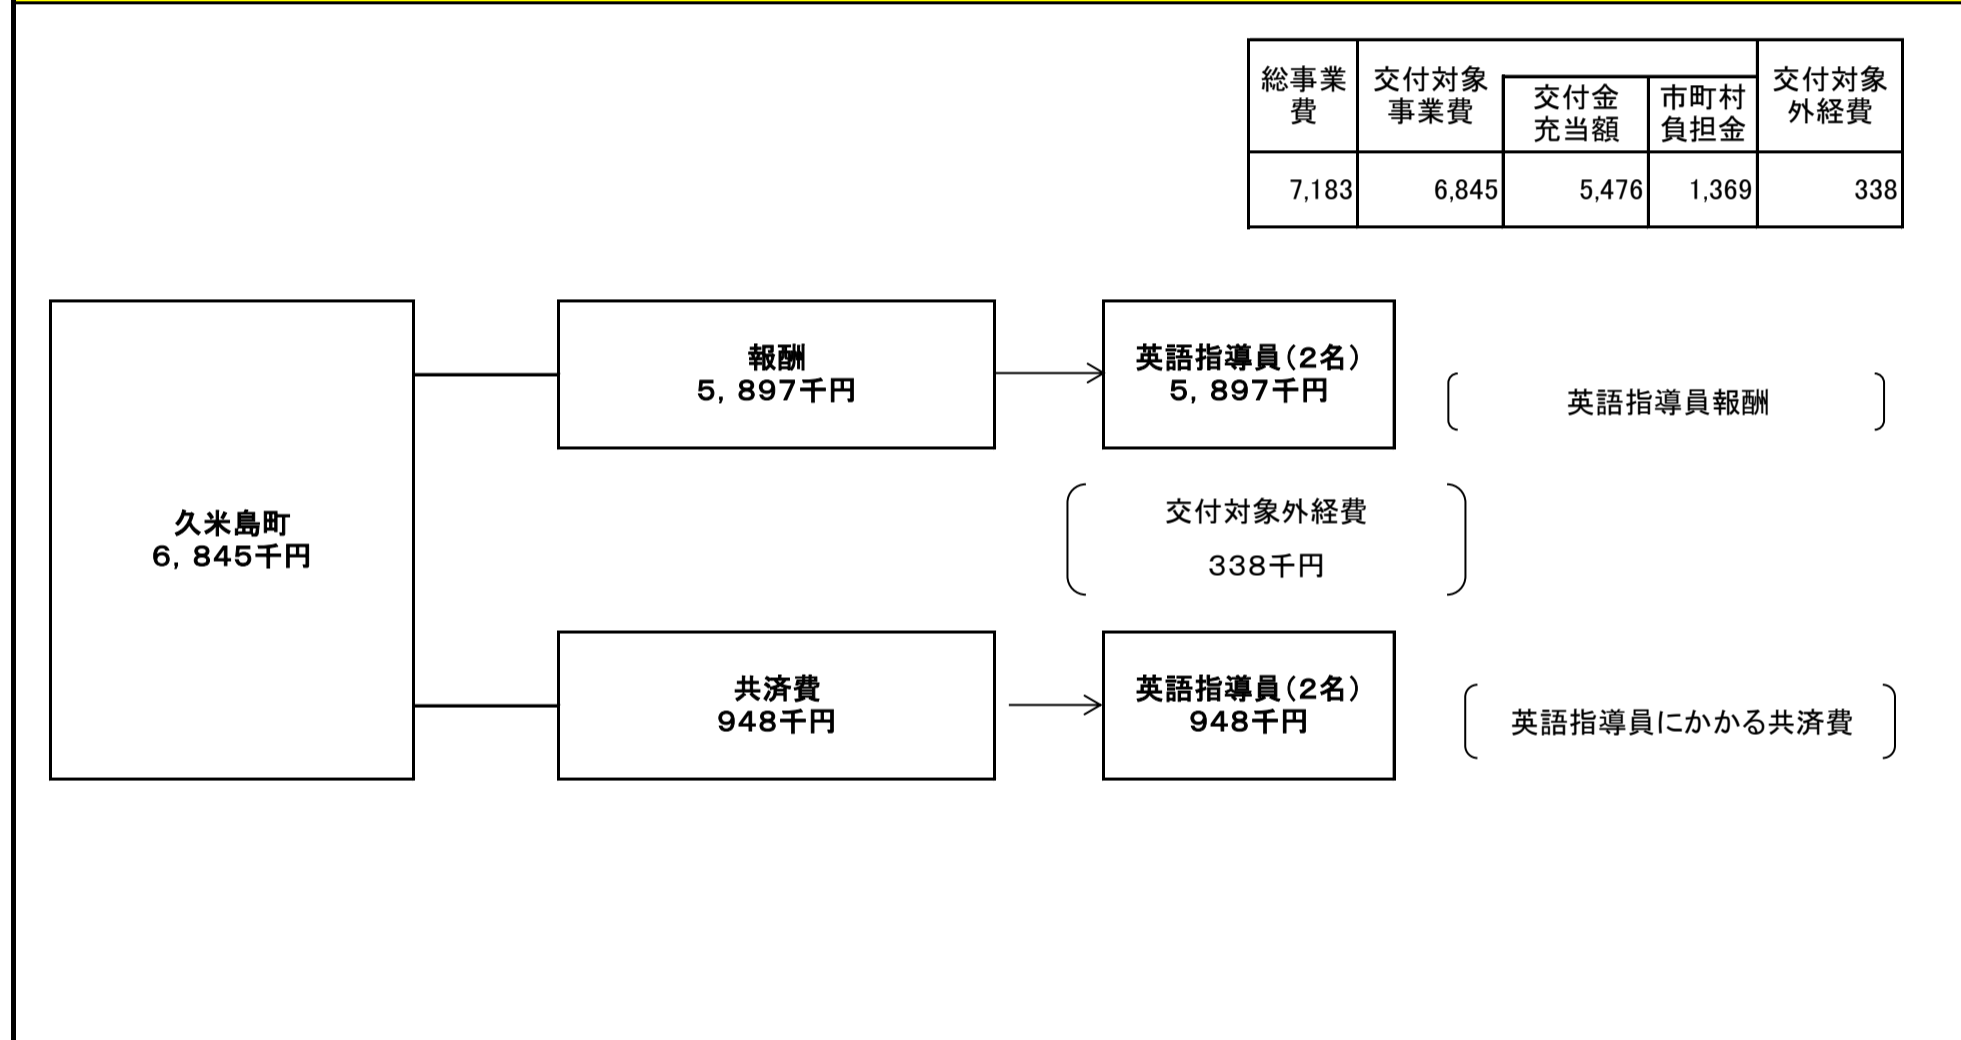 総事業
費
交付対象
事業費
交付金
充当額
市町村
負担金
交付対象
外経費
7,183
6,845
5,476
1,369
338
久米島町
6，845千円
報酬
5，897千円
英語指導員（2名）
5，897千円
英語指導員報酬
交付対象外経費
338千円
共済費
948千円
英語指導員（2名）
948千円
英語指導員にかかる共済費